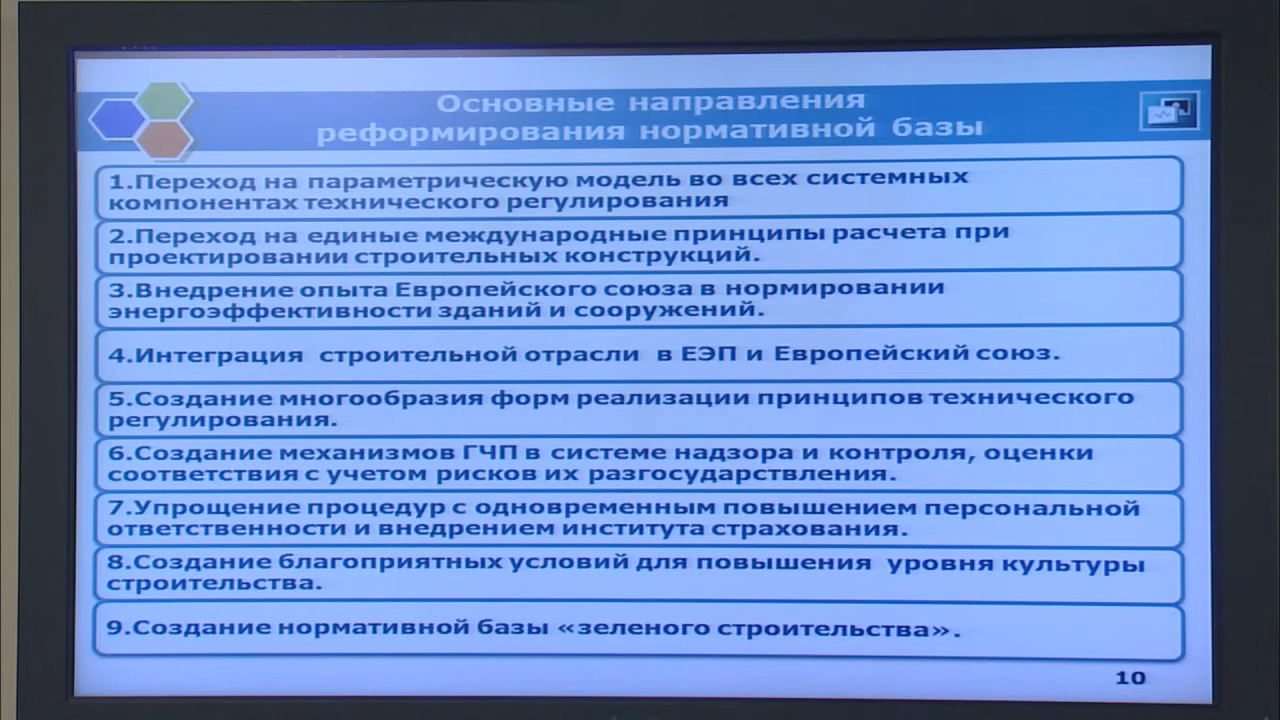 Основные направления
реформирования нормативной базы
1.Переход на параметрическую модель во всех системных
компонентах технического регулирования
2.Переход на единые международные принципы расчета при
проектировании строительных конструкций.
3.Внедрение опыта Европейского союза в нормировании
энергоэффективности зданий и сооружений.
4.Интеграция строительной отрасли в ЕЭП и Европейский союз.
5.Создание многообразия форм реализации принципов технического
регулирования.
6.Создание механизмов ГЧП в системе надзора и контроля, оценки
соответствия с учетом рисков их разгосударствления.
7.Упрощение процедур с одновременным повышением персональной
ответственности и внедрением института страхования.
8.Создание благоприятных условий для повышения уровня культуры
строительства.
9.Создание нормативной базы «зеленого строительства».
10